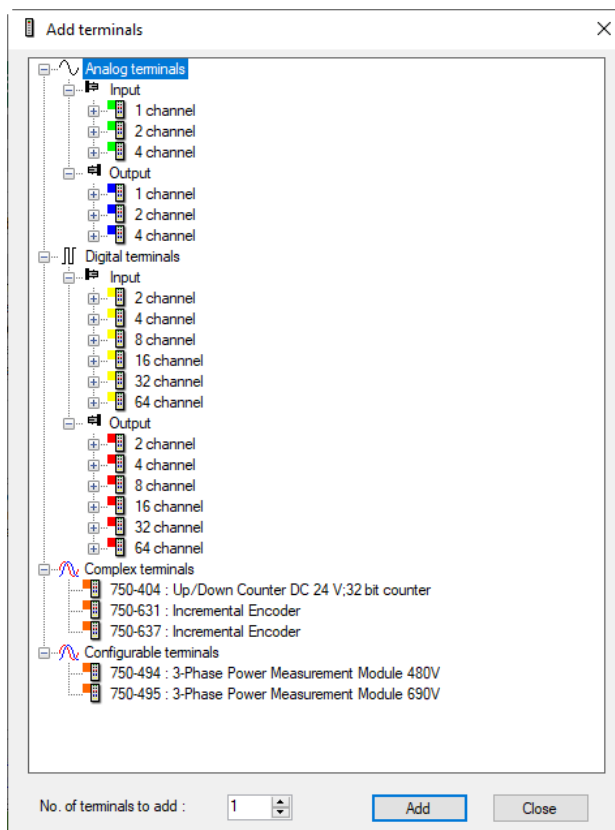 Add terminals
Analog terminals
Input
1 channel
2 channel
4 channel
Output
1 channel
2 channel
4 channel
Digital terminals
Input
2 channel
4 channel
8 channel
16 channel
32 channel
64 channel
Output
2 channel
4 channel
8 channel
16 channel
32 channel
64 channel
Complex terminals
750-404 : Up/Down Counter DC 24 V;32 bit counter
750-631 : Incremental Encoder
750-637 : Incremental Encoder
Configurable terminals
750-494 : 3-Phase Power Measurement Module 480V
750-495 : 3-Phase Power Measurement Module 690V
No. of terminals to add : 1 Add Close